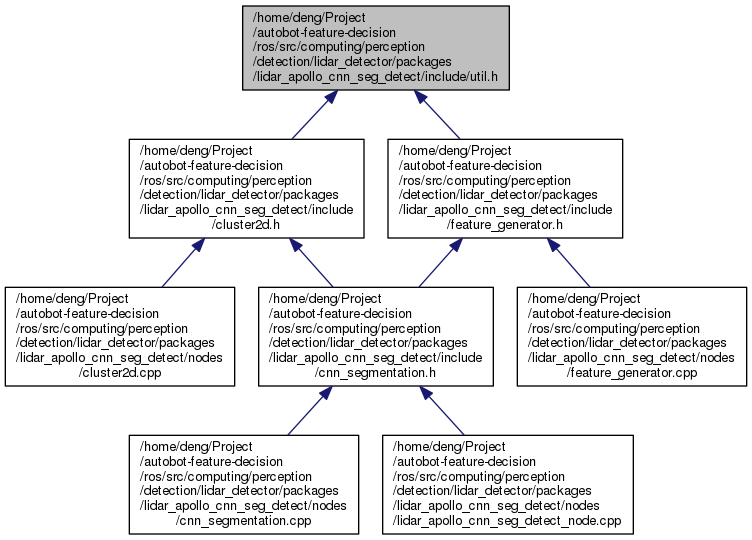 /home/deng/Project
/autobot-feature-decision
/ros/src/computing/perception
/detection/lidar_detector/packages
/lidar_apollo_cnn_seg_detect/include/util.h
/home/deng/Project
/autobot-feature-decision
/ros/src/computing/perception
/detection/lidar_detector/packages
/lidar_apollo_cnn_seg_detect/include
/cluster2d.h
/home/deng/Project
/autobot-feature-decision
/ros/src/computing/perception
/detection/lidar_detector/packages
/lidar_apollo_cnn_seg_detect/include
/feature_generator.h
/home/deng/Project
/autobot-feature-decision
/ros/src/computing/perception
/detection/lidar_detector/packages
/lidar_apollo_cnn_seg_detect/nodes
/cluster2d.cpp
/home/deng/Project
/autobot-feature-decision
/ros/src/computing/perception
/detection/lidar_detector/packages
/lidar_apollo_cnn_seg_detect/include
/cnn_segmentation.h
/home/deng/Project
/autobot-feature-decision
/ros/src/computing/perception
/detection/lidar_detector/packages
/lidar_apollo_cnn_seg_detect/nodes
/feature_generator.cpp
/home/deng/Project
/autobot-feature-decision
/ros/src/computing/perception
/detection/lidar_detector/packages
/lidar_apollo_cnn_seg_detect/nodes
/cnn_segmentation.cpp
/home/deng/Project
/autobot-feature-decision
/ros/src/computing/perception
/detection/lidar_detector/packages
/lidar_apollo_cnn_seg_detect/nodes
/lidar_apollo_cnn_seg_detect_node.cpp